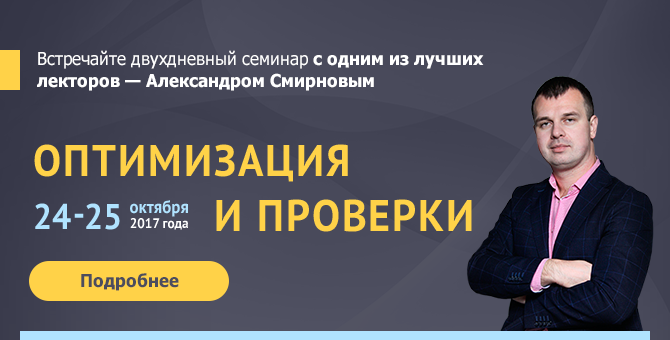 Встречайте двухдневный семинар с одним из лучших
лекторов — Александром Смирновым
ОПТИМИЗАЦИЯ
24-25 октября 2017 года И ПРОВЕРКИ
Подробнее